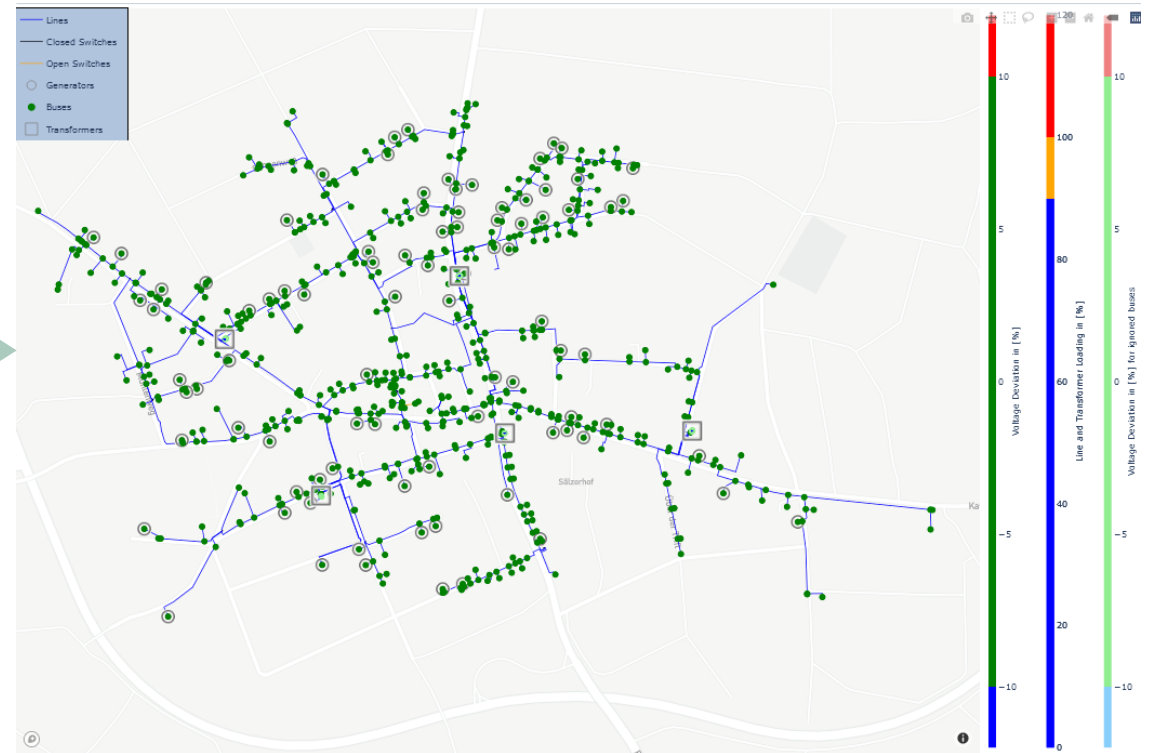 Lines
Closed Switches
Open Switches
Generators
Buses
Transformers
Sälzerhof
Ka
10
5
0
−5
−10
Voltage Deviation in [%]
120
100
80
60
40
20
0
Line and Transformer Loading in [%]
10
5
0
−5
−10
Voltage Deviation in [%] for ignored buses